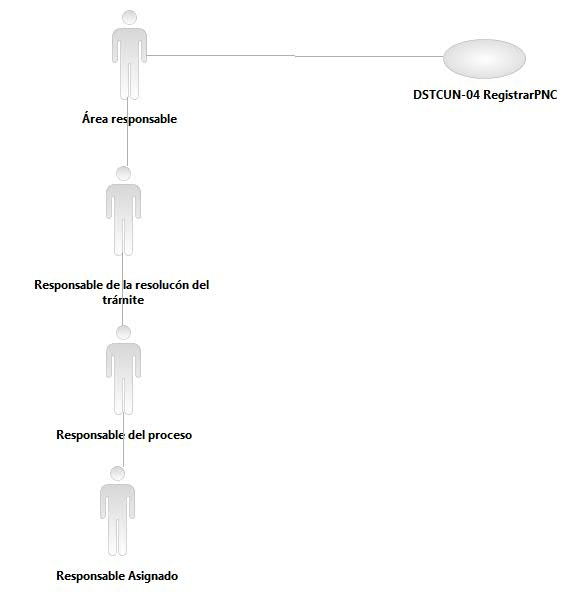 DSTCUN-04 RegistrarPNC
Área responsable
Responsable de la resolucón del
trámite
Responsable del proceso
Responsable Asignado